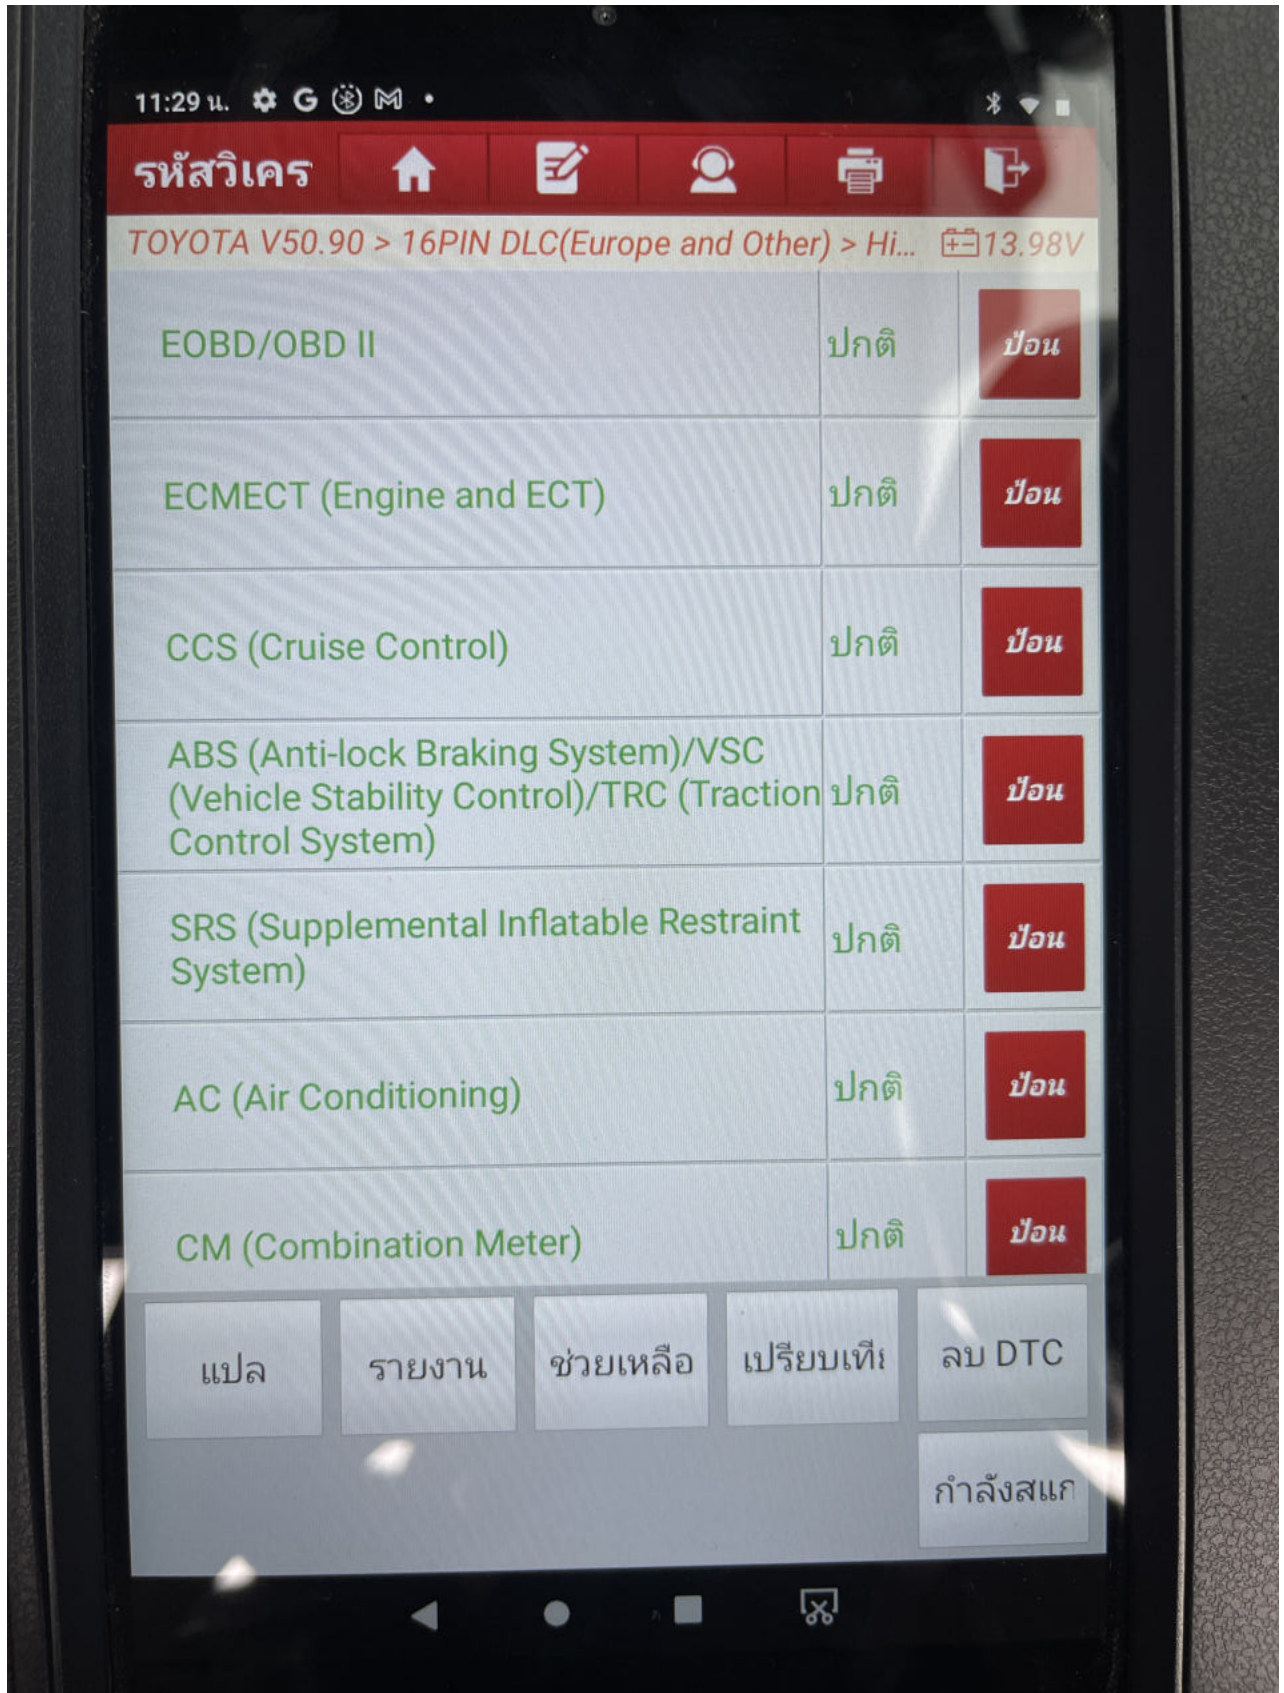 11:29 น.
รหัสวิเคร
TOYOTA V50.90 > 16PIN DLC(Europe and Other) > Hi... 13.98V
EOBD/OBD II ปกติ ป้อน
ECMECT (Engine and ECT) ปกติ ป้อน
CCS (Cruise Control) ปกติ ป้อน
ABS (Anti-lock Braking System)/VSC
(Vehicle Stability Control)/TRC (Traction ปกติ ป้อน
Control System)
SRS (Supplemental Inflatable Restraint
System) ปกติ ป้อน
AC (Air Conditioning) ปกติ ป้อน
CM (Combination Meter) ปกติ ป้อน
แปล รายงาน ช่วยเหลือ เปรียบเที ลบ DTC
กำลังสแก